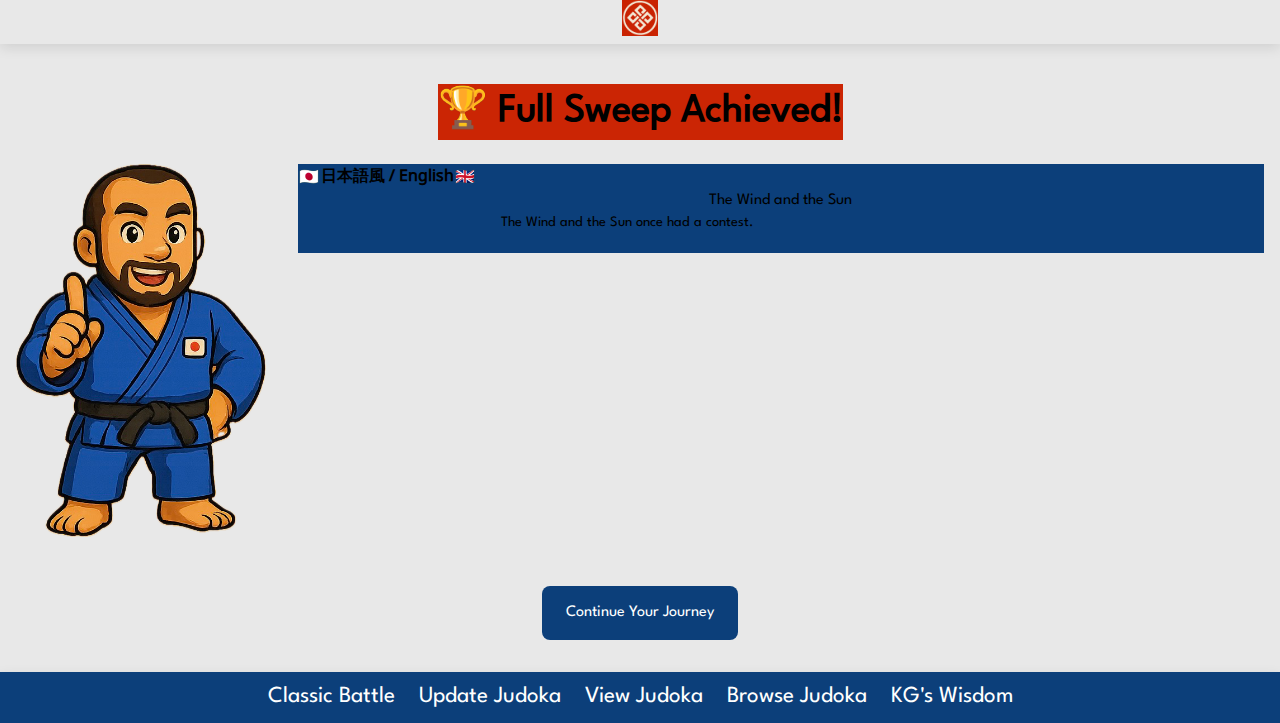 🏆 Full Sweep Achieved!
🇯🇵日本語風 / English🇬🇧
The Wind and the Sun
The Wind and the Sun once had a contest.
Continue Your Journey
Classic Battle Update Judoka View Judoka Browse Judoka KG's Wisdom